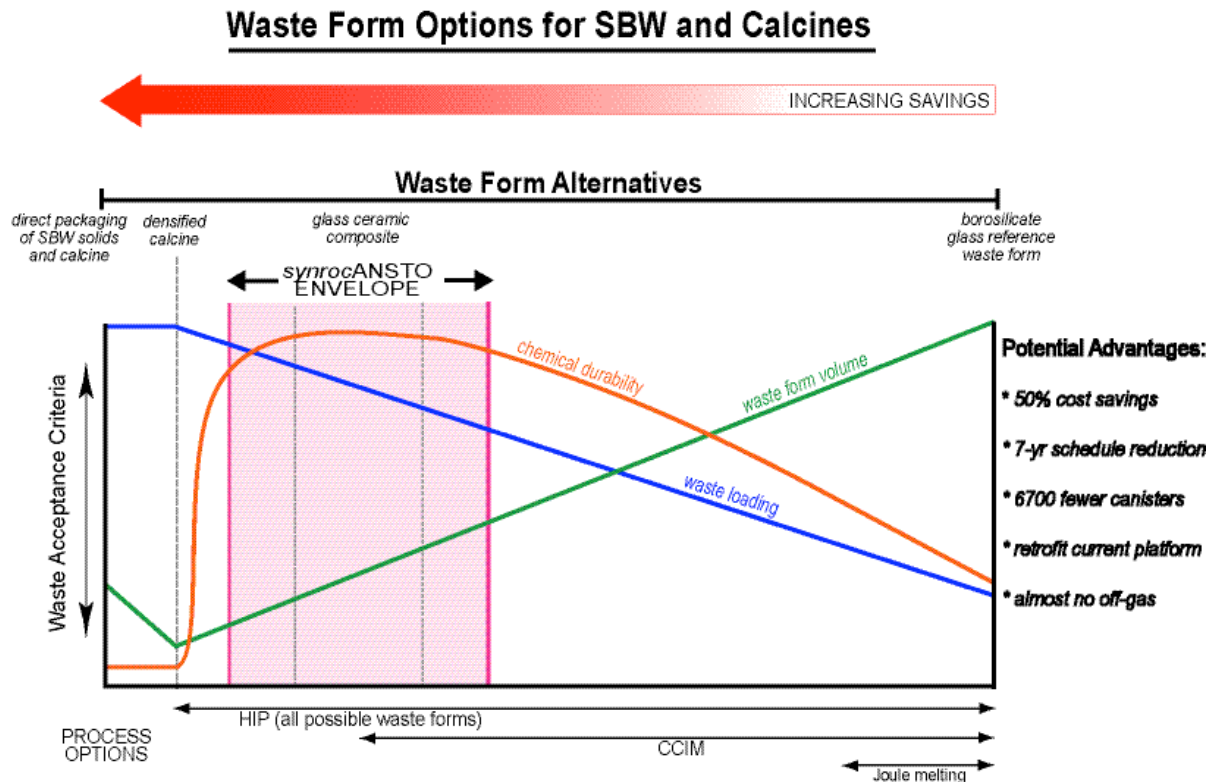 Waste Form Options for SBW and Calcines
INCREASING SAVINGS
Waste Form Alternatives
direct packaging
of SBW solids
and calcine
densified
calcine
glass ceramic
composite
borosilicate
glass reference
waste form
synrocANSTO
ENVELOPE
Waste Acceptance Criteria
chemical durability
waste form volume
waste loading
Potential Advantages:
* 50% cost savings
* 7-yr schedule reduction
* 6700 fewer canisters
* retrofit current platform
* almost no off-gas
PROCESS
OPTIONS
HIP (all possible waste forms)
CCIM
Joule melting